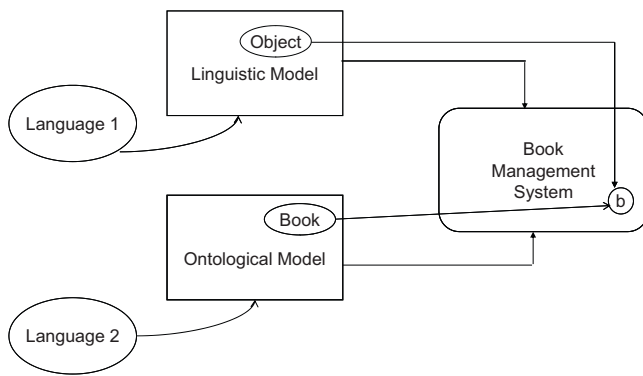 Object
Linguistic Model
Language 1
Book
Management
System
b
Book
Ontological Model
Language 2